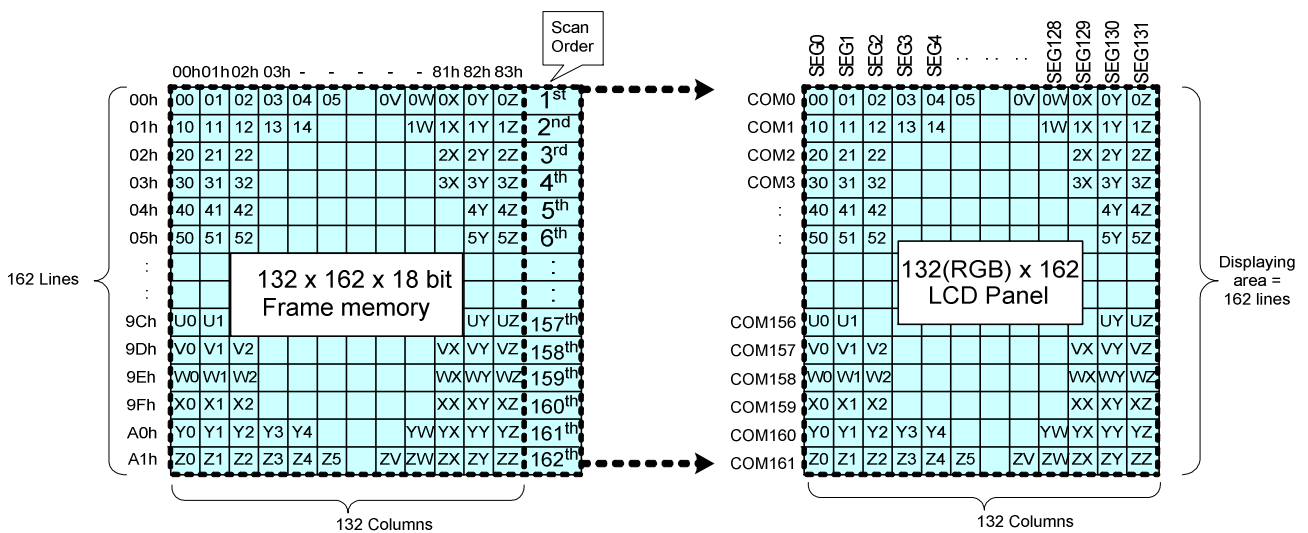 Scan
Order
00h 01h 02h 03h - - - - - 81h 82h 83h
00h 00 01 02 03 04 05 0V 0W 0X 0Y 0Z 1st
01h 10 11 12 13 14 1W 1X 1Y 1Z 2nd
02h 20 21 22 2X 2Y 2Z 3rd
03h 30 31 32 3X 3Y 3Z 4th
04h 40 41 42 4Y 4Z 5th
05h 50 51 52 5Y 5Z 6th
: :
: :
9Ch U0 U1 UY UZ 157th
9Dh V0 V1 V2 VX VY VZ 158th
9Eh W0 W1 W2 WX WY WZ 159th
9Fh X0 X1 X2 XX XY XZ 160th
A0h Y0 Y1 Y2 Y3 Y4 YW YX YY YZ 161th
A1h Z0 Z1 Z2 Z3 Z4 Z5 ZV ZW ZX ZY ZZ 162th
162 Lines
132 x 162 x 18 bit
Frame memory
132 Columns
SEG0 SEG1 SEG2 SEG3 SEG4 .. .. .. SEG128 SEG129 SEG130 SEG131
COM0 00 01 02 03 04 05 0V 0W 0X 0Y 0Z
COM1 10 11 12 13 14 1W 1X 1Y 1Z
COM2 20 21 22 2X 2Y 2Z
COM3 30 31 32 3X 3Y 3Z
: 40 41 42 4Y 4Z
: 50 51 52 5Y 5Z
COM156 U0 U1 UY UZ
COM157 V0 V1 V2 VX VY VZ
COM158 W0 W1 W2 WX WY WZ
COM159 X0 X1 X2 XX XY XZ
COM160 Y0 Y1 Y2 Y3 Y4 YW YX YY YZ
COM161 Z0 Z1 Z2 Z3 Z4 Z5 ZV ZW ZX ZY ZZ
132(RGB) x 162
LCD Panel
Displaying
area =
162 lines
132 Columns